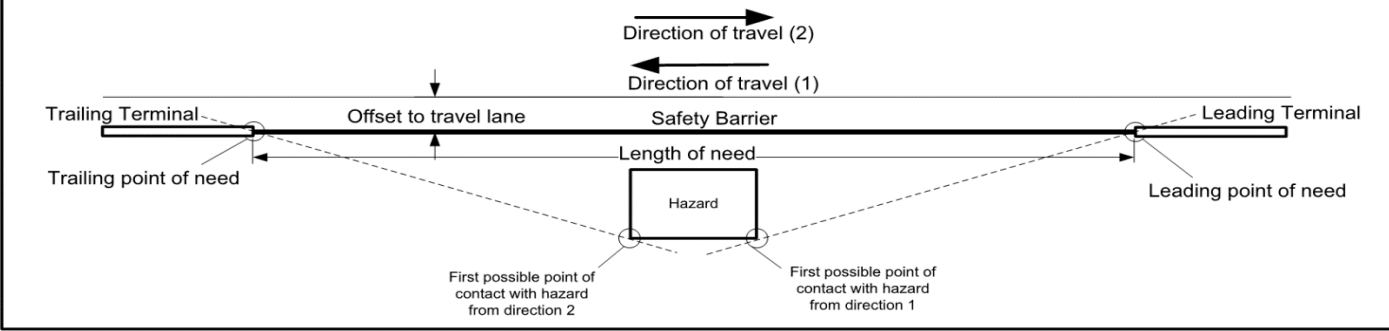 Direction of travel (2)
Direction of travel (1)
Trailing Terminal
Offset to travel lane
Safety Barrier
Leading Terminal
Length of need
Trailing point of need
Leading point of need
Hazard
First possible point of
contact with hazard
from direction 2
First possible point of
contact with hazard
from direction 1